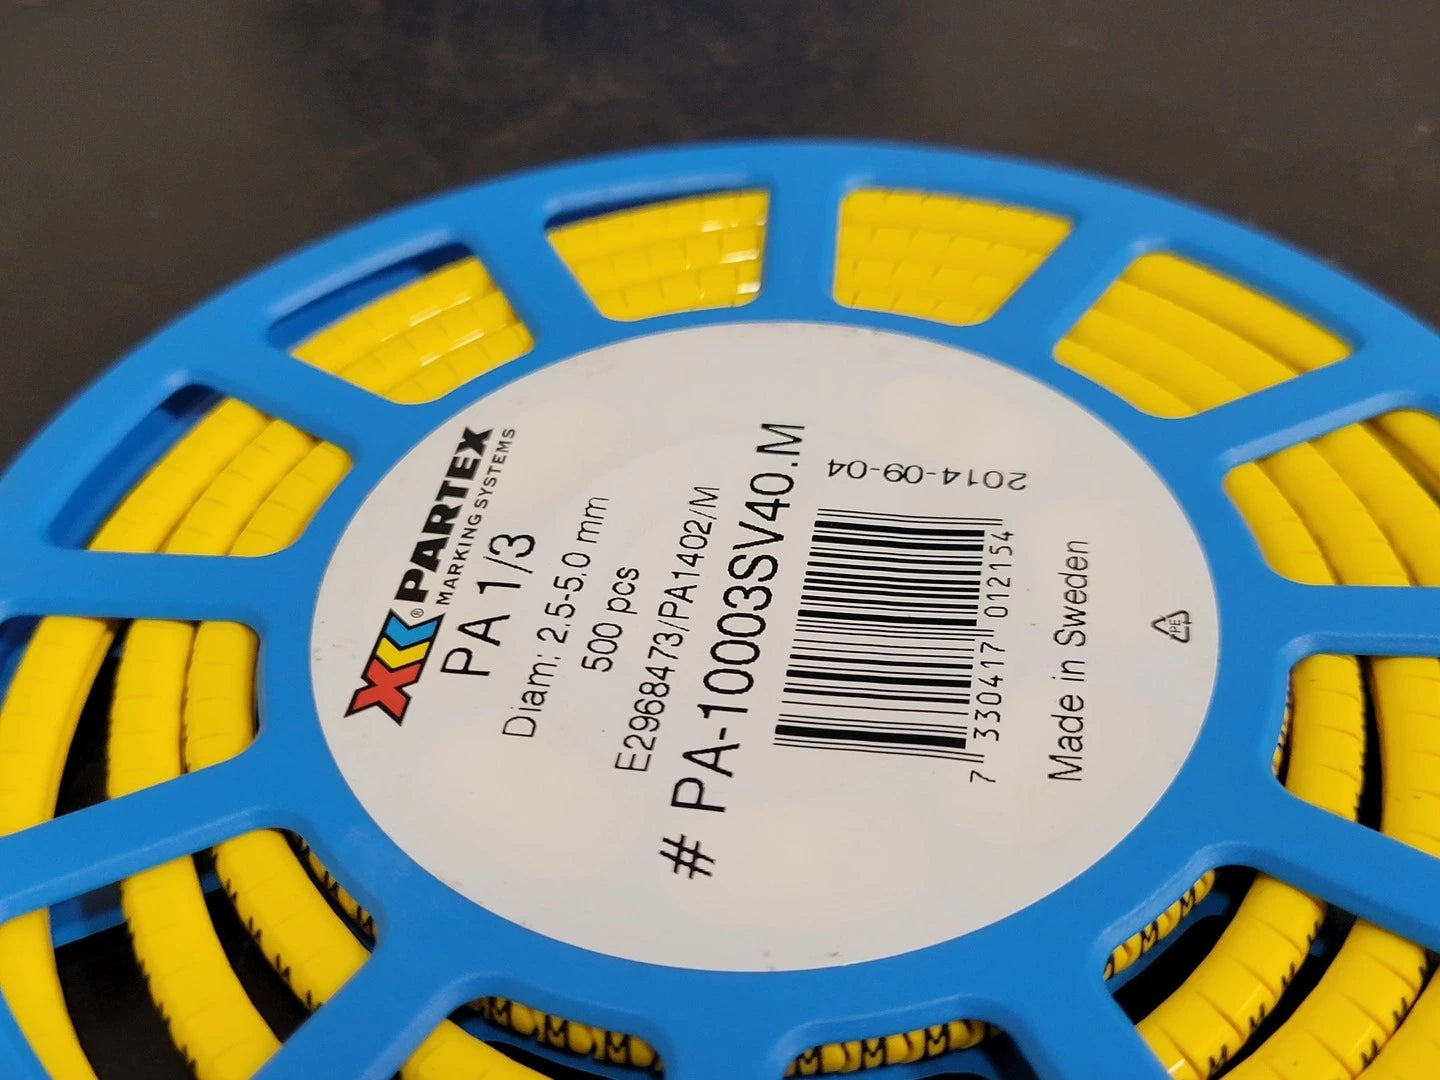 PARTEX®
MARKING SYSTEMS
PA 1/3
Diam: 2.5-5.0 mm
500 pcs
E2968473/PA1402/M
# PA-10003SV40.M
2014-09-04
7 330417 012154
Made in Sweden
PE
M
M
M
M
M
M
M
M